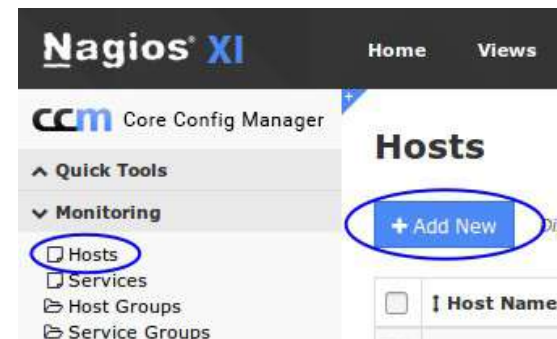 Nagios® XI
Home Views
ccm Core Config Manager
Quick Tools
Monitoring
Hosts
Services
Host Groups
Service Groups
Hosts
+ Add New
Di
Host Name